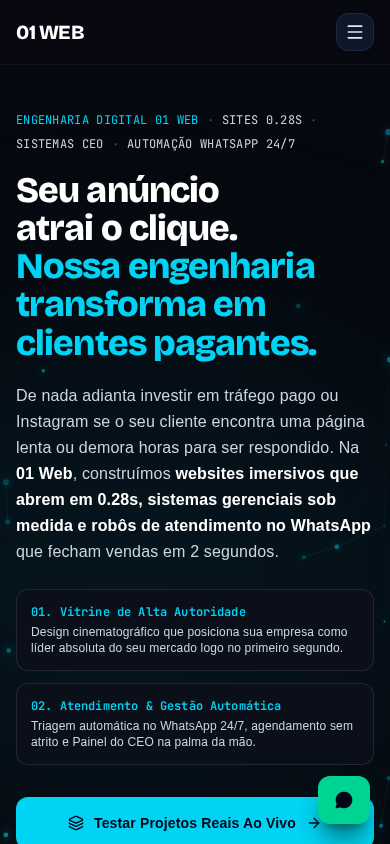 01 WEB
ENGENHARIA DIGITAL 01 WEB · SITES 0.28S ·
SISTEMAS CEO · AUTOMAÇÃO WHATSAPP 24/7
Seu anúncio
atrai o clique.
Nossa engenharia
transforma em
clientes pagantes.
De nada adianta investir em tráfego pago ou
Instagram se o seu cliente encontra uma página
lenta ou demora horas para ser respondido. Na
01 Web, construímos websites imersivos que
abrem em 0.28s, sistemas gerenciais sob
medida e robôs de atendimento no WhatsApp
que fecham vendas em 2 segundos.
01. Vitrine de Alta Autoridade
Design cinematográfico que posiciona sua empresa como
líder absoluta do seu mercado logo no primeiro segundo.
02. Atendimento & Gestão Automática
Triagem automática no WhatsApp 24/7, agendamento sem
atrito e Painel do CEO na palma da mão.
Testar Projetos Reais Ao Vivo →